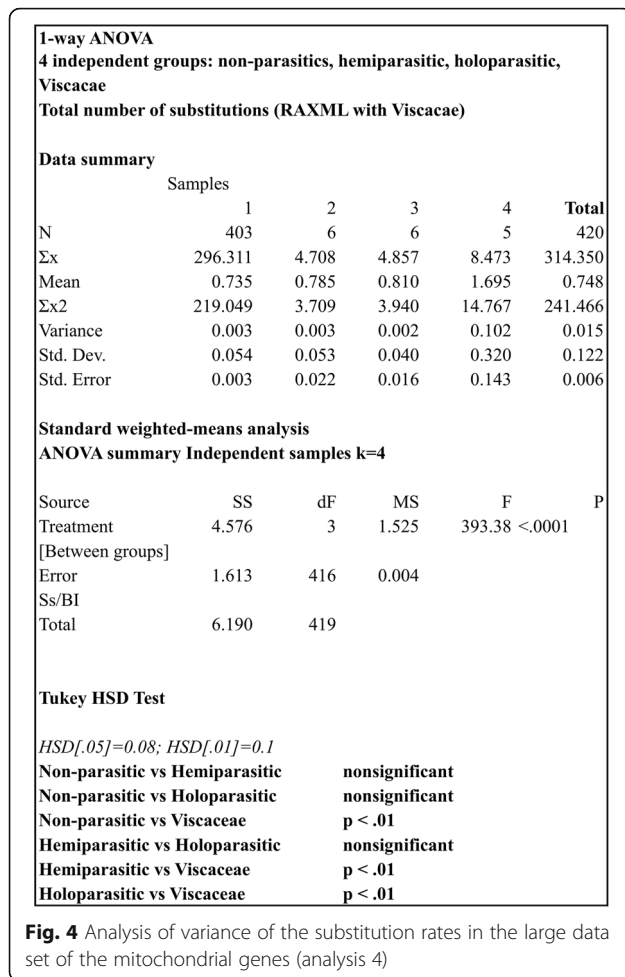 1-way ANOVA
4 independent groups: non-parasitics, hemiparasitic, holoparasitic,
Viscacae
Total number of substitutions (RAXML with Viscacae)
Data summary
Samples
1 2 3 4 Total
N 403 6 6 5 420
Σx 296.311 4.708 4.857 8.473 314.350
Mean 0.735 0.785 0.810 1.695 0.748
Σx2 219.049 3.709 3.940 14.767 241.466
Variance 0.003 0.003 0.002 0.102 0.015
Std. Dev. 0.054 0.053 0.040 0.320 0.122
Std. Error 0.003 0.022 0.016 0.143 0.006
Standard weighted-means analysis
ANOVA summary Independent samples k=4
Source SS dF MS F P
Treatment 4.576 3 1.525 393.38 <.0001
[Between groups]
Error 1.613 416 0.004
Ss/BI
Total 6.190 419
Tukey HSD Test
HSD[.05]=0.08; HSD[.01]=0.1
Non-parasitic vs Hemiparasitic nonsignificant
Non-parasitic vs Holoparasitic nonsignificant
Non-parasitic vs Viscaceae p < .01
Hemiparasitic vs Holoparasitic nonsignificant
Hemiparasitic vs Viscaceae p < .01
Holoparasitic vs Viscaceae p < .01
Fig. 4 Analysis of variance of the substitution rates in the large data
set of the mitochondrial genes (analysis 4)